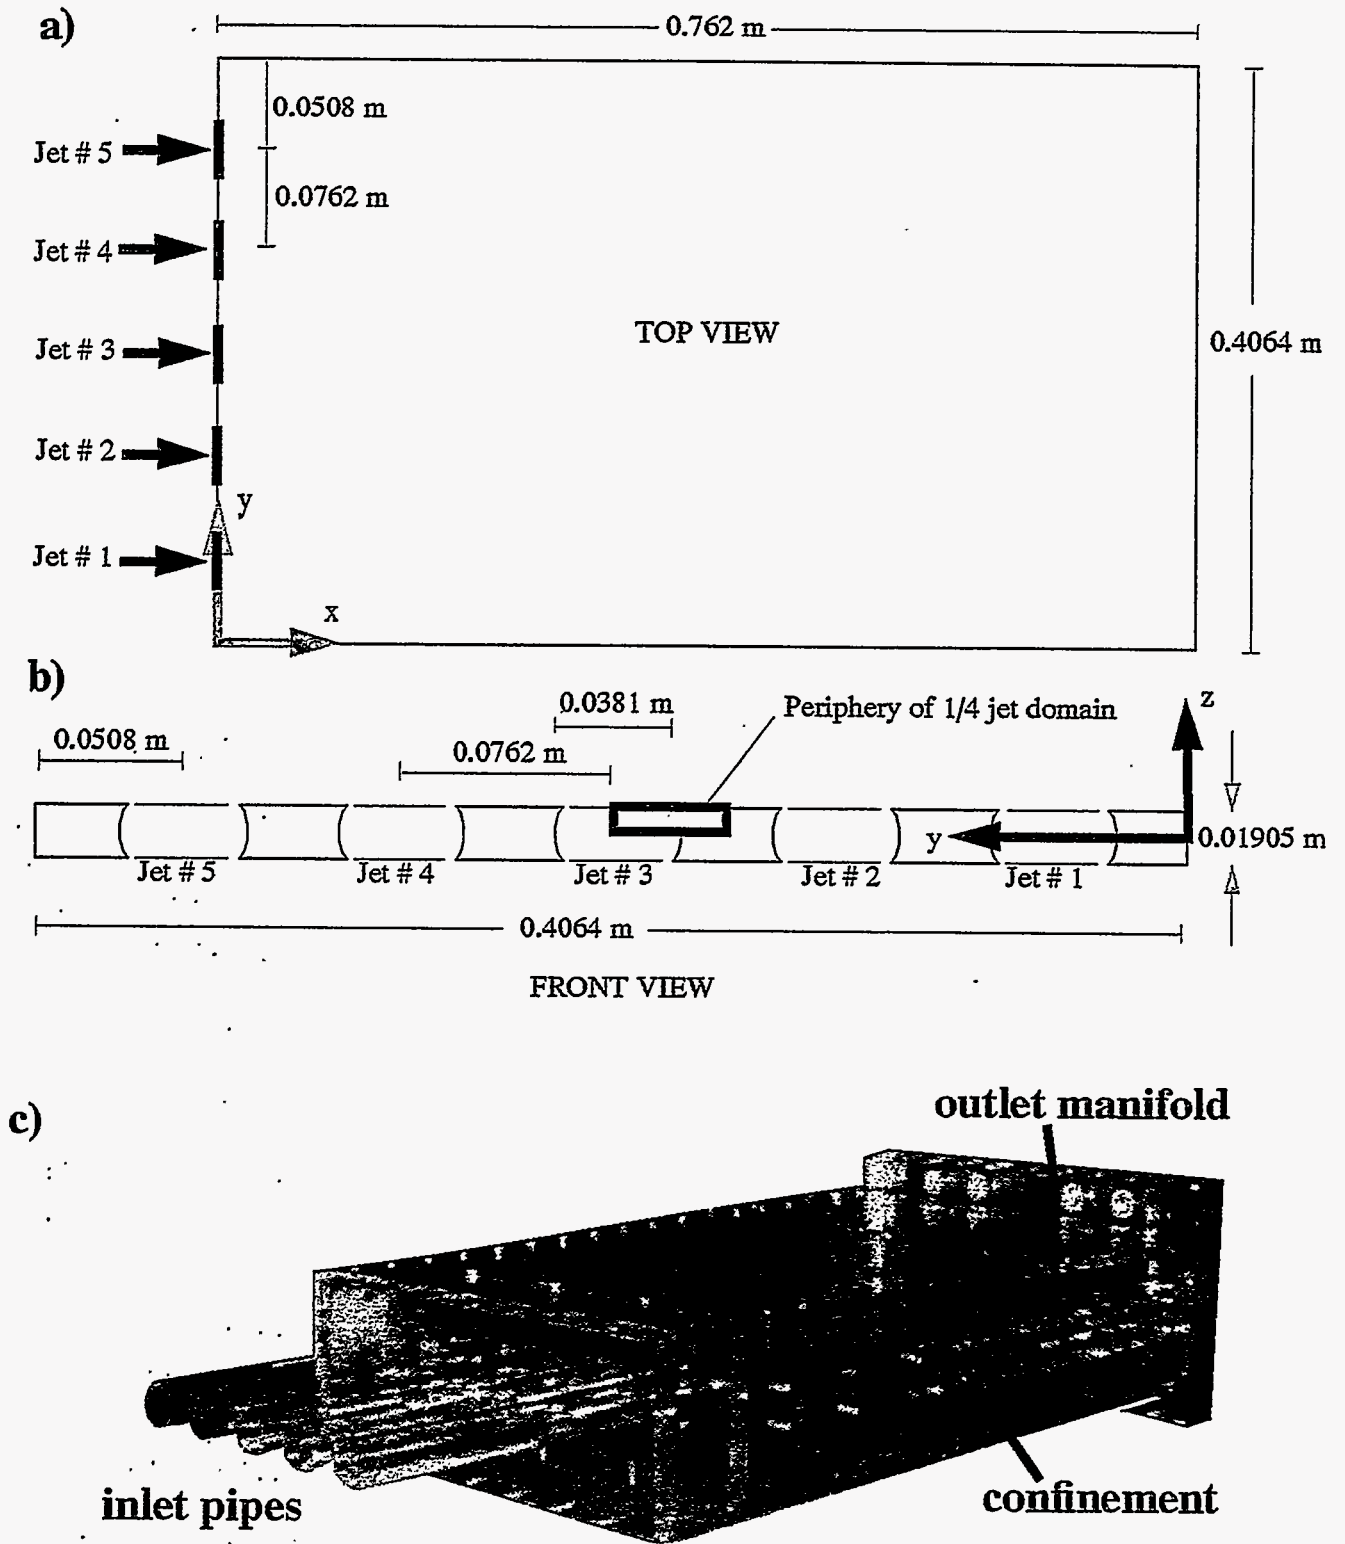 a)
0.762 m
0.0508 m
Jet # 5
0.0762 m
Jet # 4
TOP VIEW
0.4064 m
Jet # 3
Jet # 2
y
Jet # 1
x
b)
0.0381 m
Periphery of 1/4 jet domain
z
0.0508 m
0.0762 m
y
0.01905 m
Jet # 5
Jet # 4
Jet # 3
Jet # 2
Jet # 1
0.4064 m
FRONT VIEW
c)
outlet manifold
inlet pipes
confinement